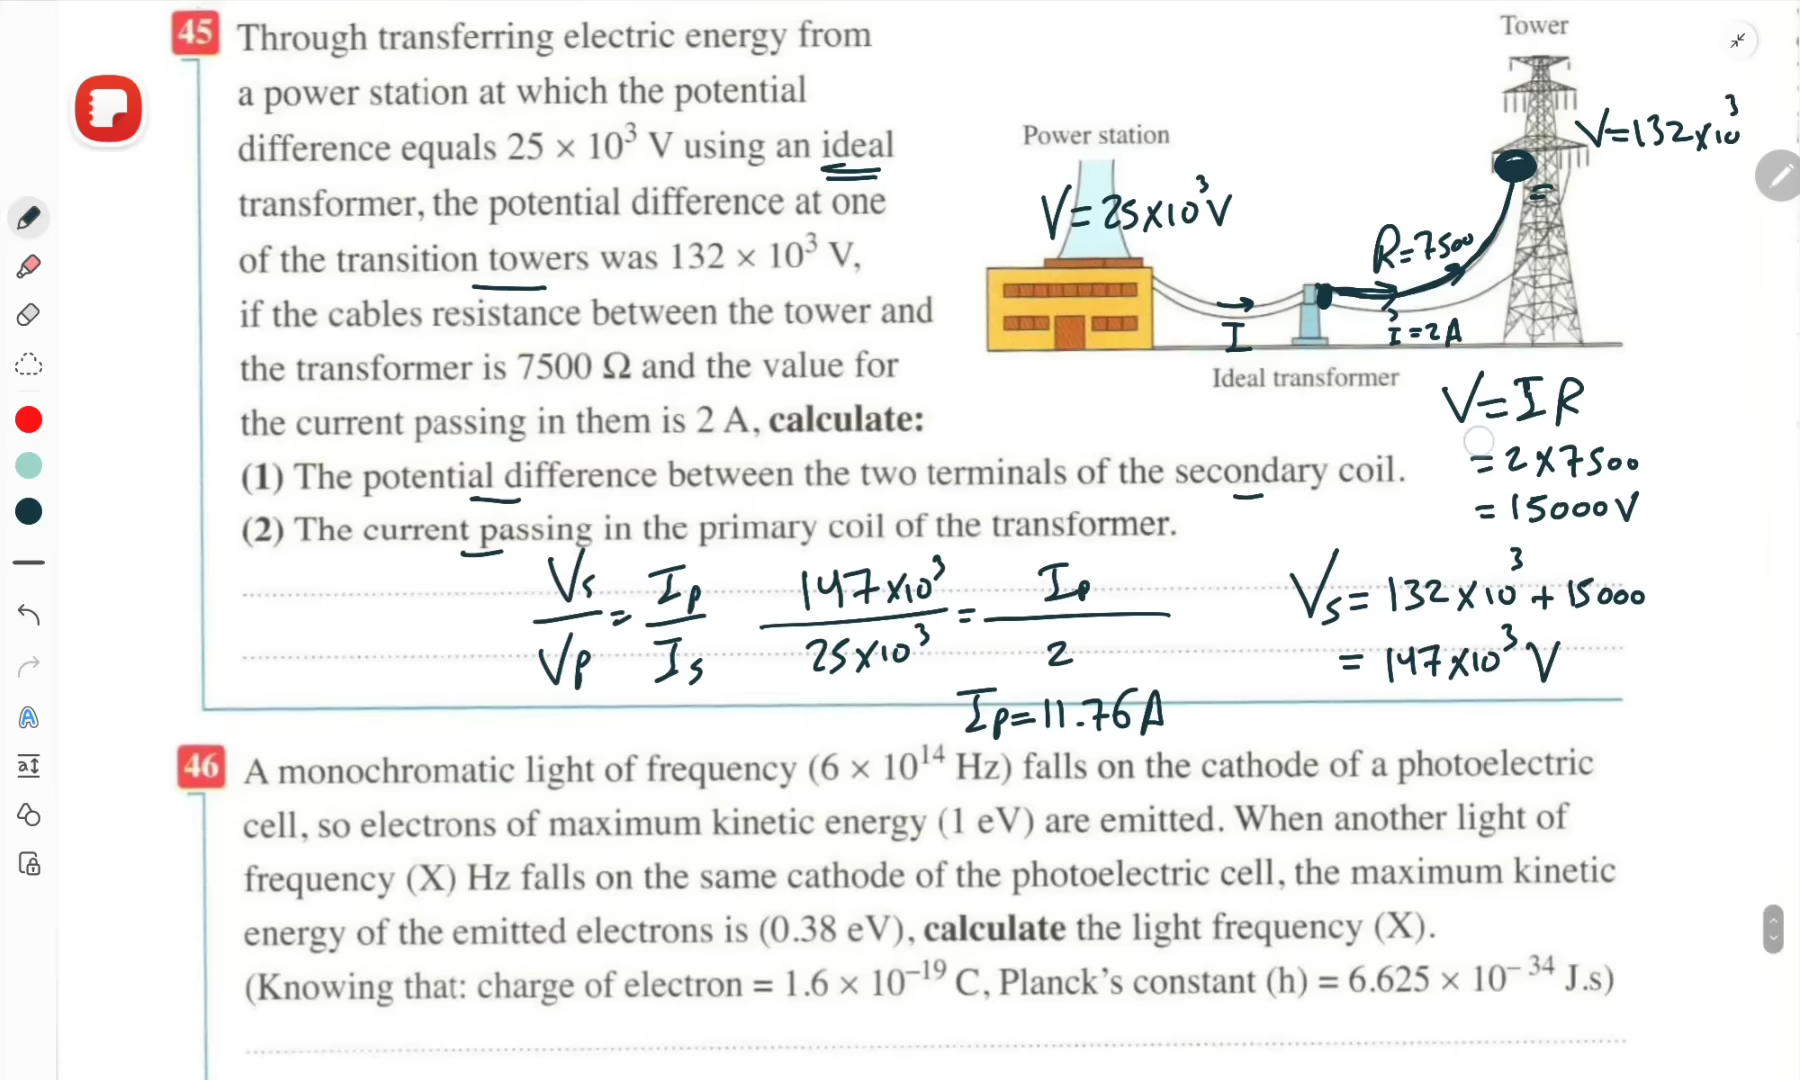 45 Through transferring electric energy from
a power station at which the potential
difference equals 25 × 10³ V using an ideal
transformer, the potential difference at one
of the transition towers was 132 × 10³ V,
if the cables resistance between the tower and
the transformer is 7500 Ω and the value for
the current passing in them is 2 A, calculate:
(1) The potential difference between the two terminals of the secondary coil.
(2) The current passing in the primary coil of the transformer.
Tower
V=132×10³
Power station
V=25×10³V
R=7500
I
I=2A
Ideal transformer
V=IR
=2×7500
=15000V
Vs/Vp = Ip/Is
147×10³/25×10³ = Ip/2
Ip=11.76A
Vs=132×10³+15000
=147×10³V
46 A monochromatic light of frequency (6 × 10¹⁴ Hz) falls on the cathode of a photoelectric
cell, so electrons of maximum kinetic energy (1 eV) are emitted. When another light of
frequency (X) Hz falls on the same cathode of the photoelectric cell, the maximum kinetic
energy of the emitted electrons is (0.38 eV), calculate the light frequency (X).
(Knowing that: charge of electron = 1.6 × 10⁻¹⁹ C, Planck's constant (h) = 6.625 × 10⁻³⁴ J.s)